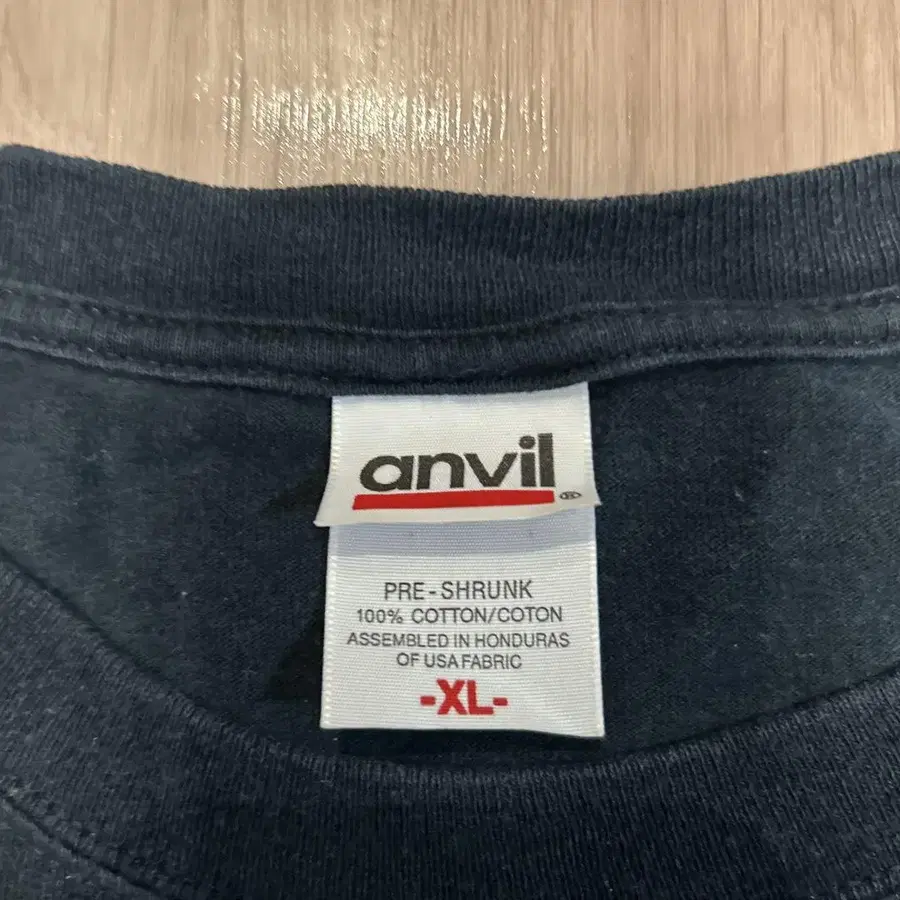 anvil®
PRE-SHRUNK
100% COTTON/COTON
ASSEMBLED IN HONDURAS
OF USA FABRIC
-XL-